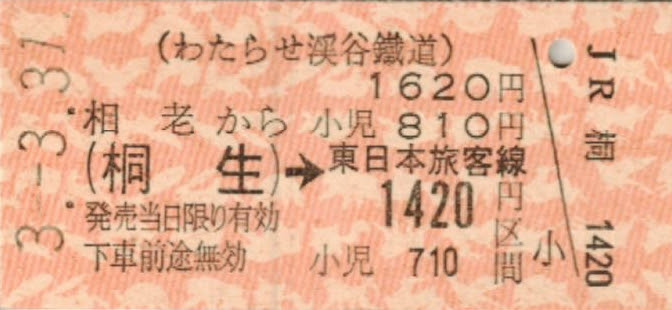 3.-3.31
(わたらせ渓谷鐵道)
1620円
相老から 小児 810円
(桐生)→東日本旅客線
1420円区間
発売当日限り有効
下車前途無効 小児 710
小
JR桐 1420